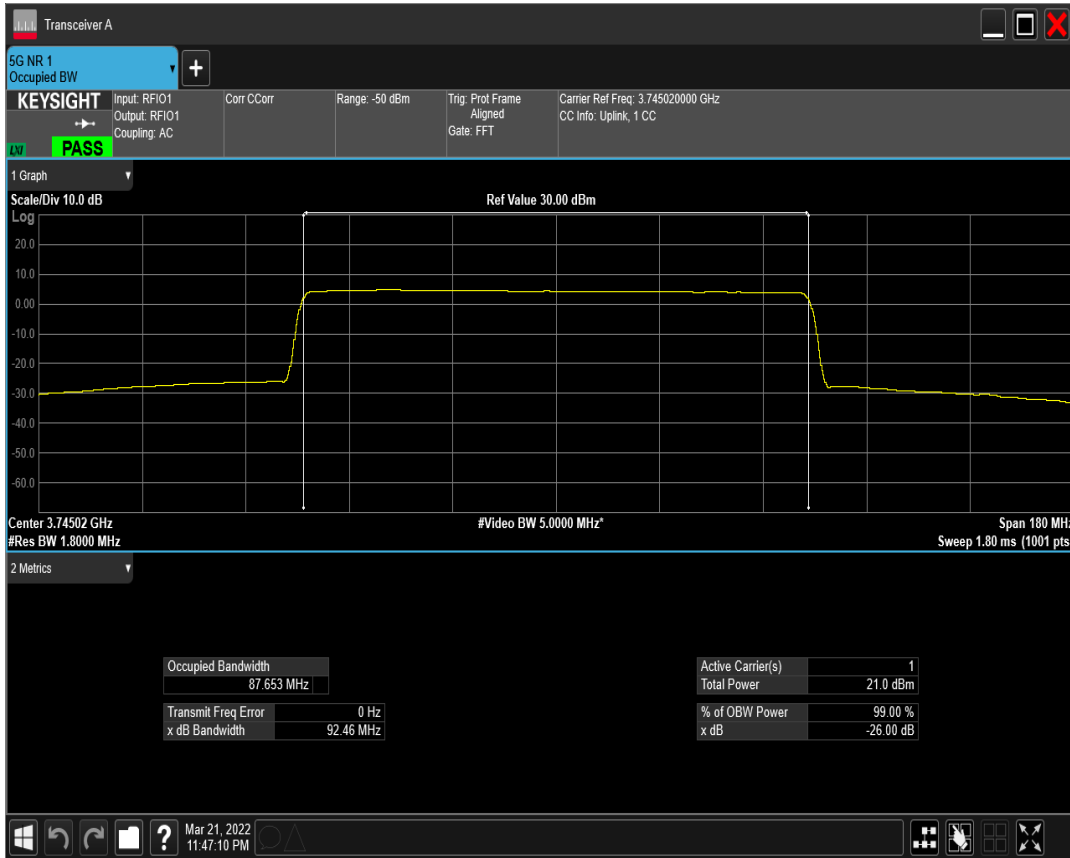 Transceiver A
5G NR 1
Occupied BW
+
KEYSIGHT
Input: RFIO1
Output: RFIO1
Coupling: AC
Corr CCorr
Range: -50 dBm
Trig: Prot Frame
Aligned
Gate: FFT
Carrier Ref Freq: 3.745020000 GHz
CC Info: Uplink, 1 CC
LXI
PASS
1 Graph
Scale/Div 10.0 dB
Ref Value 30.00 dBm
Log
20.0
10.0
0.00
-10.0
-20.0
-30.0
-40.0
-50.0
-60.0
Center 3.74502 GHz
#Video BW 5.0000 MHz*
Span 180 MHz
#Res BW 1.8000 MHz
Sweep 1.80 ms (1001 pts
2 Metrics
Occupied Bandwidth
87.653 MHz
Transmit Freq Error 0 Hz
x dB Bandwidth 92.46 MHz
Active Carrier(s) 1
Total Power 21.0 dBm
% of OBW Power 99.00 %
x dB -26.00 dB
?
Mar 21, 2022
11:47:10 PM